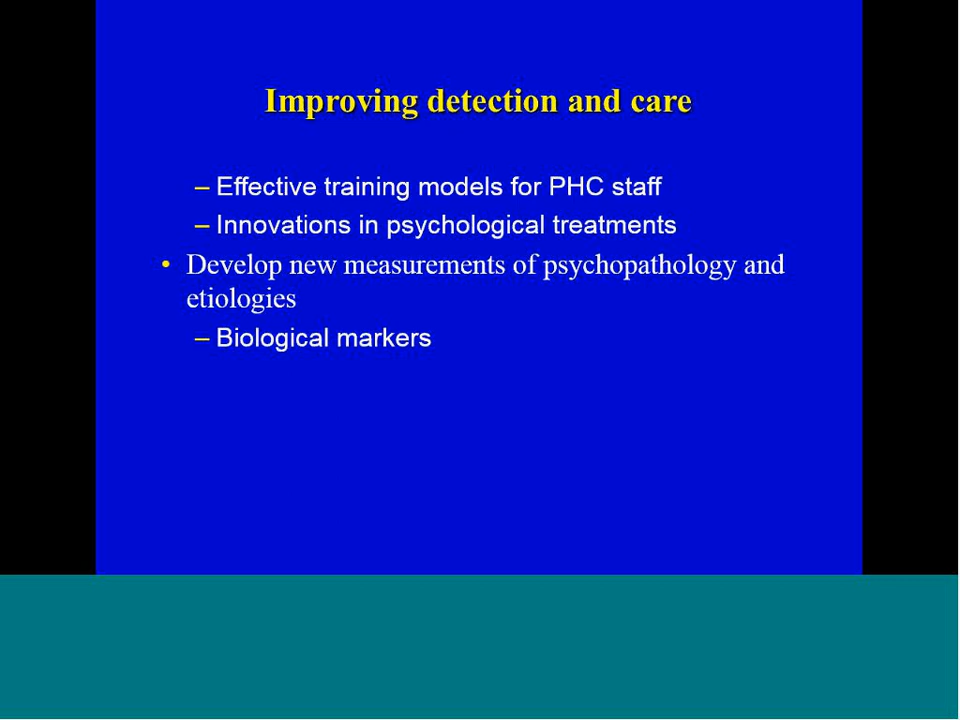 Improving detection and care
– Effective training models for PHC staff
– Innovations in psychological treatments
• Develop new measurements of psychopathology and
etiologies
– Biological markers